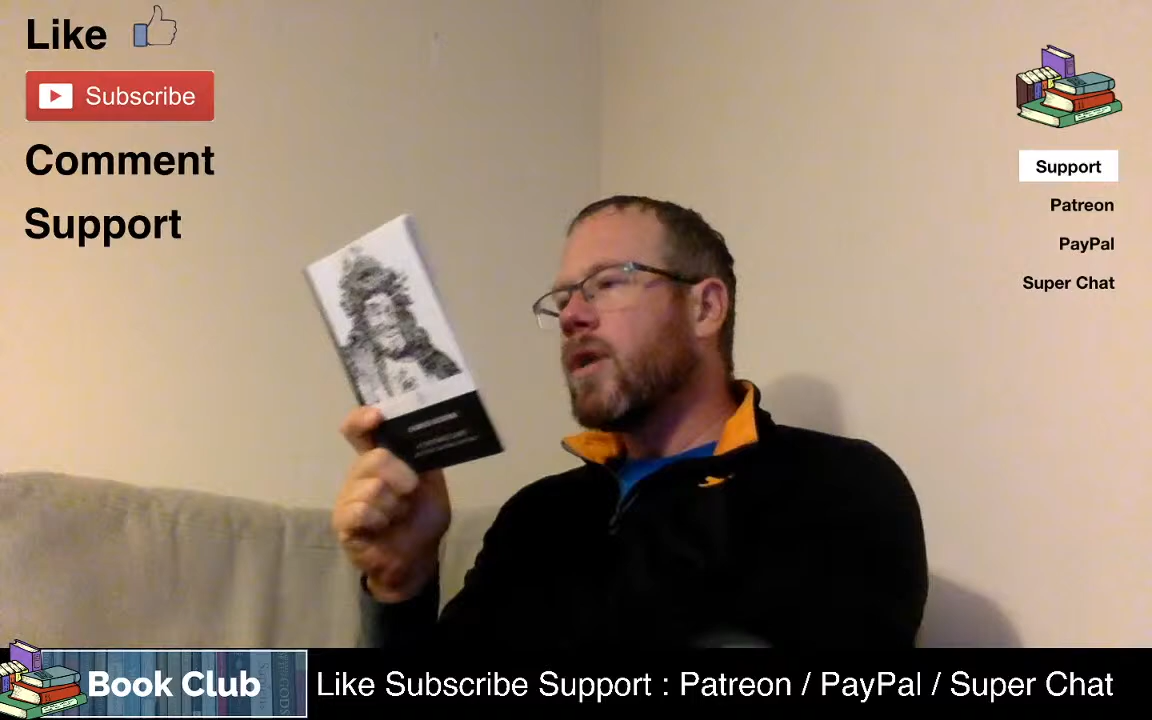 Like
Subscribe
Comment
Support
Support
Patreon
PayPal
Super Chat
Book Club
Like Subscribe Support : Patreon / PayPal / Super Chat